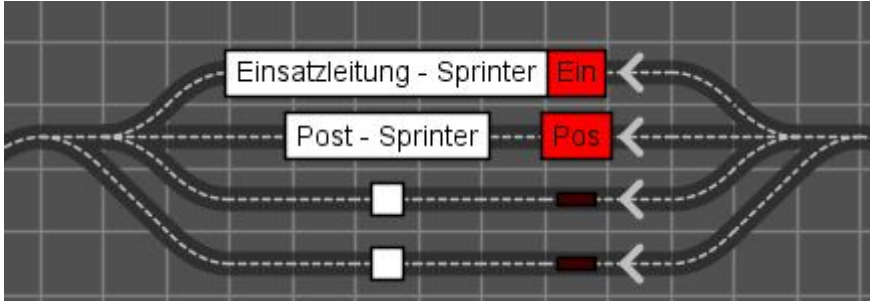 Einsatzleitung - Sprinter Ein
Post - Sprinter Pos